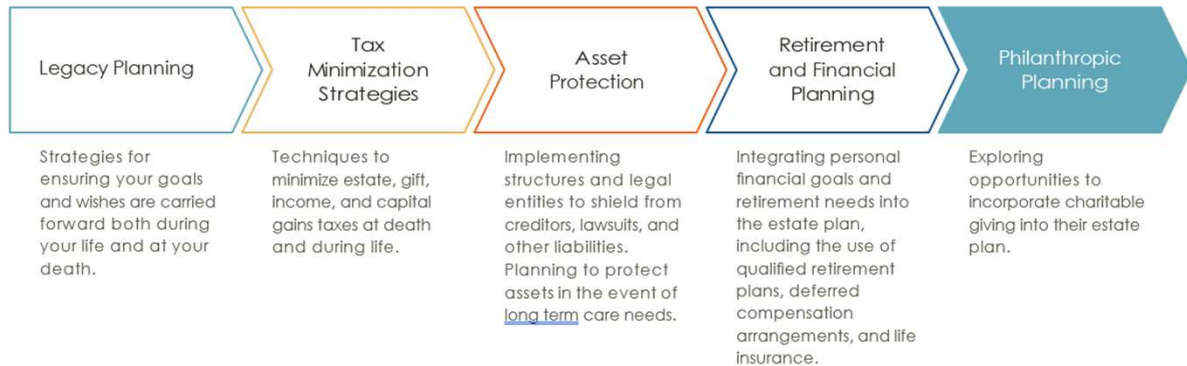 Legacy Planning
Tax
Minimization
Strategies
Asset
Protection
Retirement
and Financial
Planning
Philanthropic
Planning
Strategies for
ensuring your goals
and wishes are carried
forward both during
your life and at your
death.
Techniques to
minimize estate, gift,
income, and capital
gains taxes at death
and during life.
Implementing
structures and legal
entities to shield from
creditors, lawsuits, and
other liabilities.
Planning to protect
assets in the event of
long term care needs.
Integrating personal
financial goals and
retirement needs into
the estate plan,
including the use of
qualified retirement
plans, deferred
compensation
arrangements, and life
insurance.
Exploring
opportunities to
incorporate charitable
giving into their estate
plan.